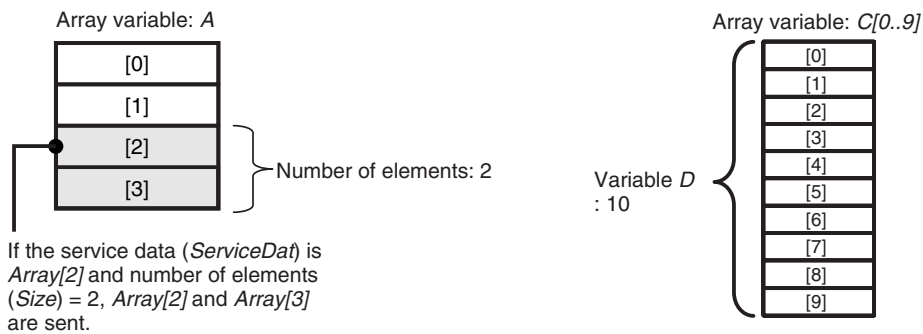 Array variable: A
[0]
[1]
[2]
[3]
Number of elements: 2
If the service data (ServiceDat) is
Array[2] and number of elements
(Size) = 2, Array[2] and Array[3]
are sent.
Array variable: C[0..9]
[0]
[1]
[2]
[3]
[4]
[5]
[6]
[7]
[8]
[9]
Variable D
: 10